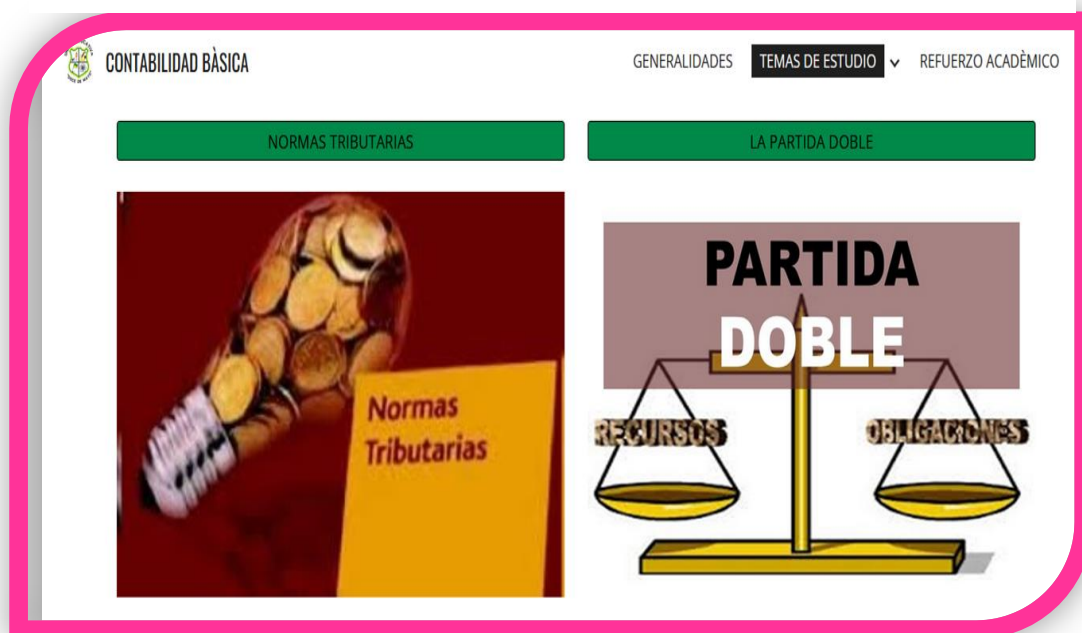 CONTABILIDAD BÀSICA
GENERALIDADES
TEMAS DE ESTUDIO
REFUERZO ACADÈMICO
NORMAS TRIBUTARIAS
LA PARTIDA DOBLE
Normas
Tributarias
PARTIDA
DOBLE
RECURSOS
OBLIGACIONES